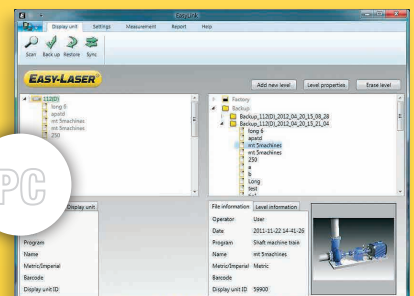 EasyLink
Display unit Settings Measurement Report Help
Scan Back up Restore Sync
EASY-LASER
Add new level Level properties Erase level
112(D)
long 6
apatd
mt 5machines
mt 5machines
250
Factory
Backup
Backup_112(D)_2012_04_20_15_08_28
Backup_112(D)_2012_04_20_15_21_04
long 6
apatd
mt 5machines
mt 5machines
250
a
b
Long
test
PC
Display unit
Program
Name
Metric/Imperial
Barcode
Display unit ID
File information Level information
Operator User
Date 2011-11-22 14-41-26
Program Shaft machine train
Name mt 5machines
Metric/Imperial Metric
Barcode
Display unit ID 59900